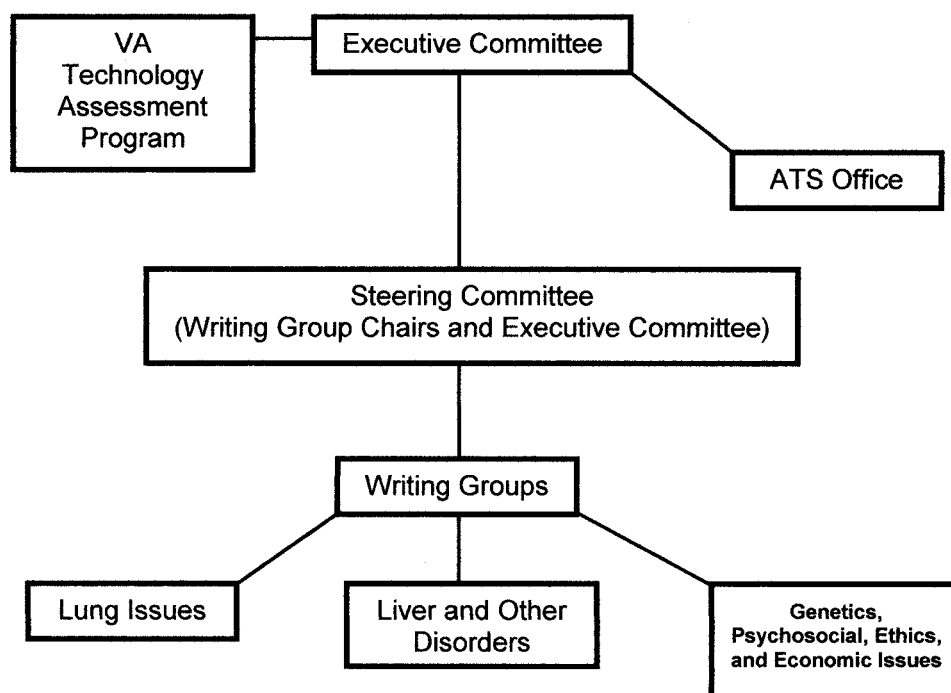 VA
Technology
Assessment
Program
Executive Committee
ATS Office
Steering Committee
(Writing Group Chairs and Executive Committee)
Writing Groups
Lung Issues
Liver and Other
Disorders
Genetics,
Psychosocial, Ethics,
and Economic Issues